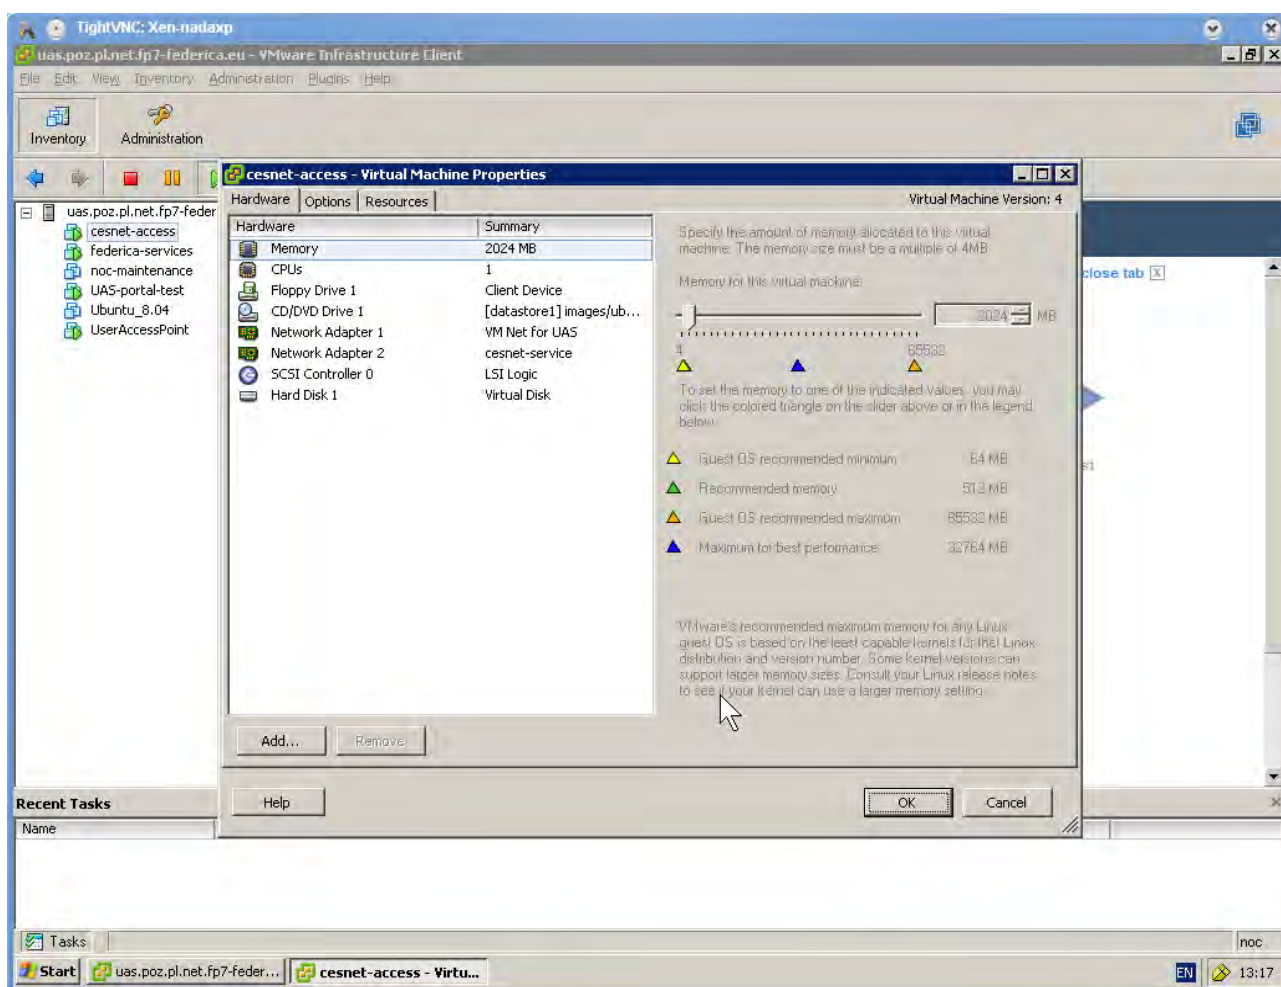 TightVNC: Xen-nadaxp
uas.poz.pl.net.fp7-federica.eu - VMware Infrastructure Client
File Edit View Inventory Administration Plugins Help
Inventory Administration
cesnet-access - Virtual Machine Properties
Hardware Options Resources Virtual Machine Version: 4
uas.poz.pl.net.fp7-feder
cesnet-access
federica-services
noc-maintenance
UAS-portal-test
Ubuntu_8.04
UserAccessPoint
Hardware Summary
Memory 2024 MB
CPUs 1
Floppy Drive 1 Client Device
CD/DVD Drive 1 [datastore1] images/ub...
Network Adapter 1 VM Net for UAS
Network Adapter 2 cesnet-service
SCSI Controller 0 LSI Logic
Hard Disk 1 Virtual Disk
Specify the amount of memory allocated to this virtual
machine. The memory size must be a multiple of 4MB
Memory for this virtual machine:
2024 MB
4 65532
To set the memory to one of the indicated values, you may
click the colored triangle on the slider above or in the legend
below.
Guest OS recommended minimum 64 MB
Recommended memory 512 MB
Guest OS recommended maximum 65532 MB
Maximum for best performance 32764 MB
VMware's recommended maximum memory for any Linux
guest OS is based on the least capable kernels for that Linux
distribution and version number. Some kernel versions can
support larger memory sizes. Consult your Linux release notes
to see if your kernel can use a larger memory setting.
close tab
Add... Remove
Help OK Cancel
Recent Tasks
Name
Tasks noc
Start uas.poz.pl.net.fp7-feder... cesnet-access - Virtu... EN 13:17